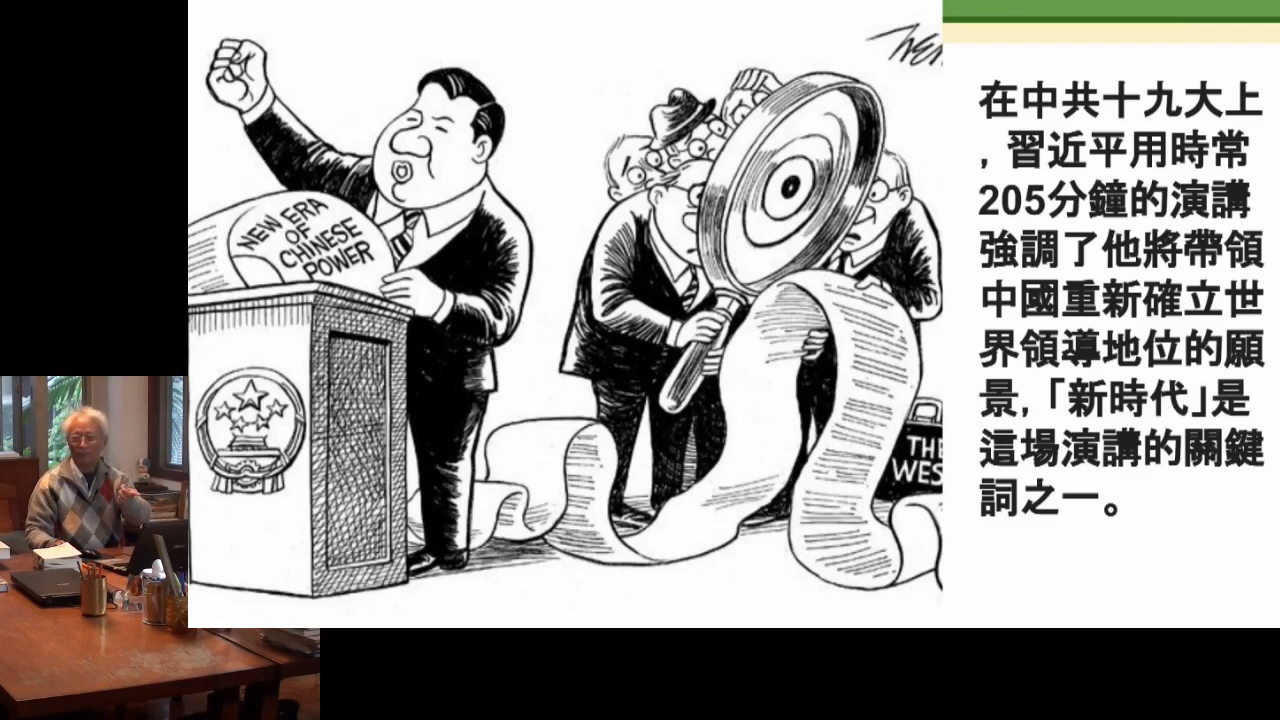 NEW ERA
OF
CHINESE
POWER
THE
WES
在中共十九大上
，習近平用時常
205分鐘的演講
強調了他將帶領
中國重新確立世
界領導地位的願
景,「新時代」是
這場演講的關鍵
詞之一。